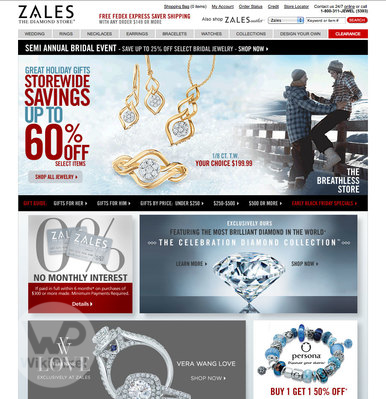 ZALES
THE DIAMOND STORE
FREE FEDEX EXPRESS SAVER SHIPPING
WITH ANY ORDER $149 OR MORE
Shopping Bag (0 items) My Account Order Status Credit Store Locator
Contact us 24/7 online or call
1-800-311-JEWEL (5393)
Also shop ZALES outlet
Zales
Keyword or item #
SEARCH
WEDDING RINGS NECKLACES EARRINGS BRACELETS WATCHES COLLECTIONS DESIGN YOUR OWN CLEARANCE
SEMI ANNUAL BRIDAL EVENT - SAVE UP TO 25% OFF SELECT BRIDAL JEWELRY - SHOP NOW
GREAT HOLIDAY GIFTS
STOREWIDE
SAVINGS
UP TO
60% OFF
SELECT ITEMS
SHOP ALL JEWELRY
1/8 CT. T.W.
YOUR CHOICE $199.99
THE
BREATHLESS
STORE
GIFT GUIDE GIFTS FOR HER GIFTS FOR HIM GIFTS BY PRICE: UNDER $250 $250-$500 $500 OR MORE EARLY BLACK FRIDAY SPECIALS
0%
ZALES
NO MONTHLY INTEREST
If paid in full within 6 months* on purchases of
$300 or more made. Minimum Payments Required.
Details
EXCLUSIVELY OURS
FEATURING THE MOST BRILLIANT DIAMOND IN THE WORLD
THE CELEBRATION DIAMOND COLLECTION
LEARN MORE SHOP NOW
EXCLUSIVELY AT ZALES
VERA WANG LOVE
SHOP NOW
persona
BUY 1 GET 1 50% OFF